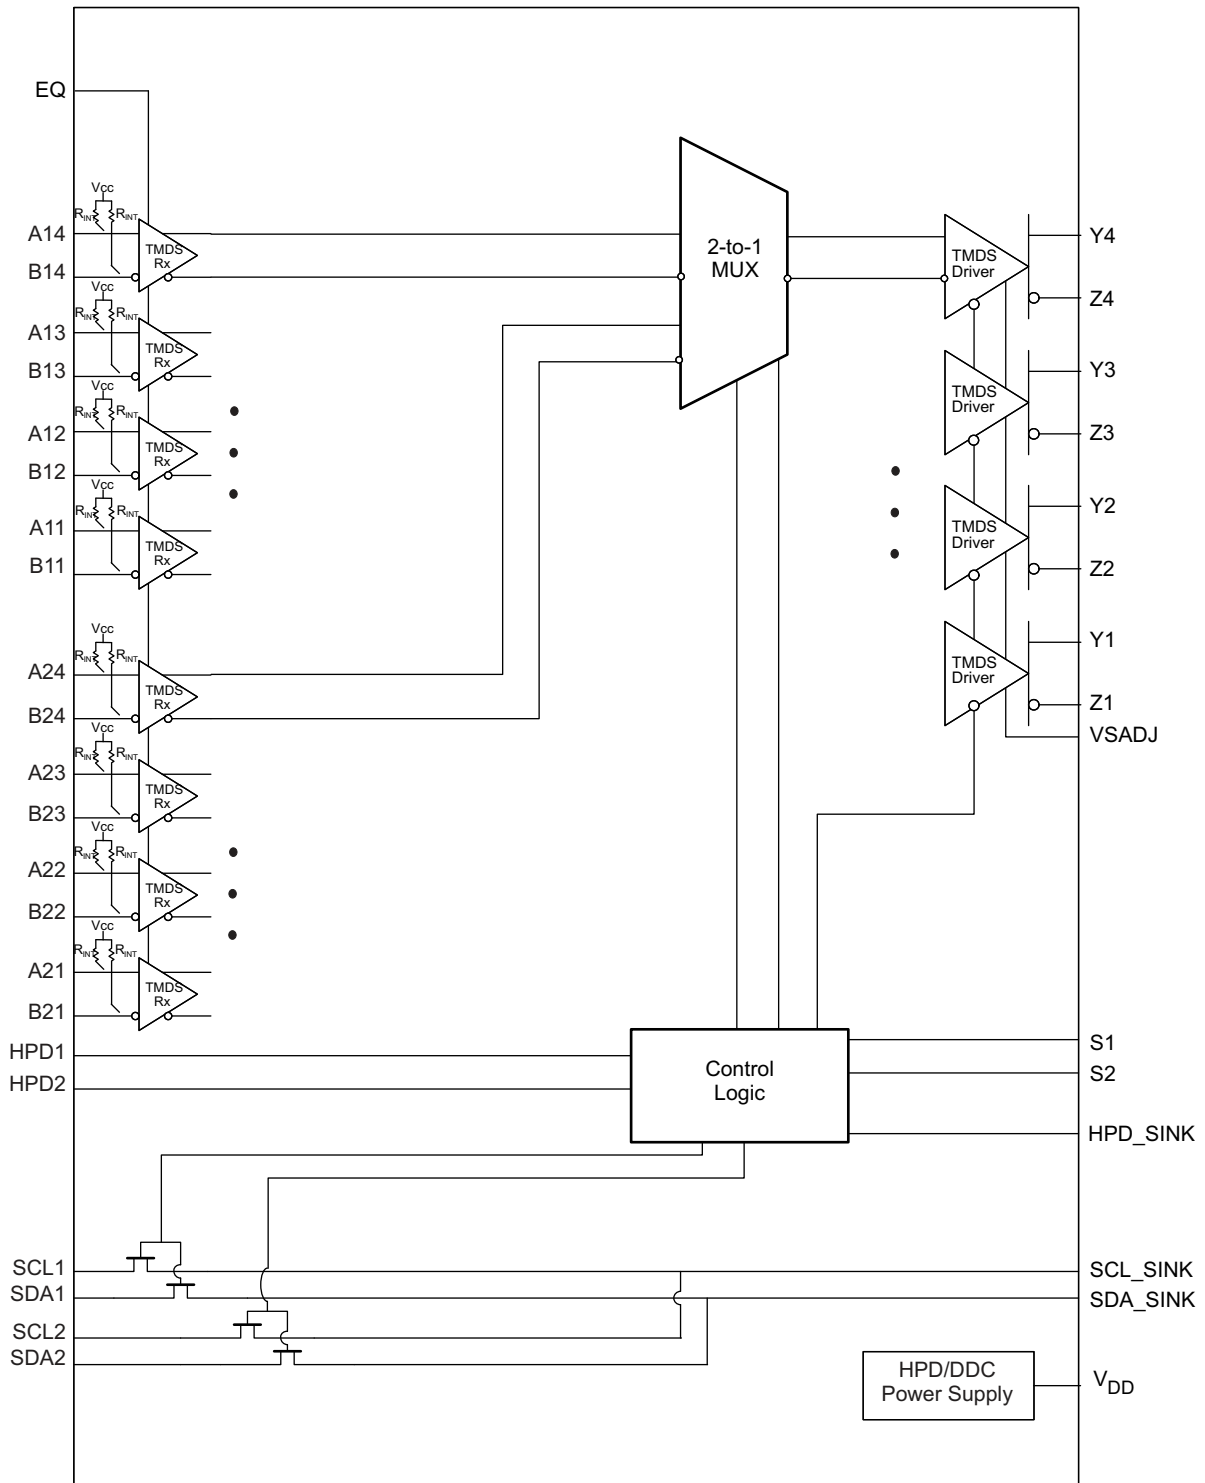 EQ
Vcc
RINT RINT
A14
TMDS
Rx
B14
Vcc
RINT RINT
A13
TMDS
Rx
B13
Vcc
RINT RINT
A12
TMDS
Rx
B12
Vcc
RINT RINT
A11
TMDS
Rx
B11
Vcc
RINT RINT
A24
TMDS
Rx
B24
Vcc
RINT RINT
A23
TMDS
Rx
B23
Vcc
RINT RINT
A22
TMDS
Rx
B22
Vcc
RINT RINT
A21
TMDS
Rx
B21
HPD1
HPD2
SCL1
SDA1
SCL2
SDA2
2-to-1
MUX
TMDS
Driver
Y4
Z4
TMDS
Driver
Y3
Z3
TMDS
Driver
Y2
Z2
TMDS
Driver
Y1
Z1
VSADJ
Control
Logic
S1
S2
HPD_SINK
SCL_SINK
SDA_SINK
HPD/DDC
Power Supply
VDD